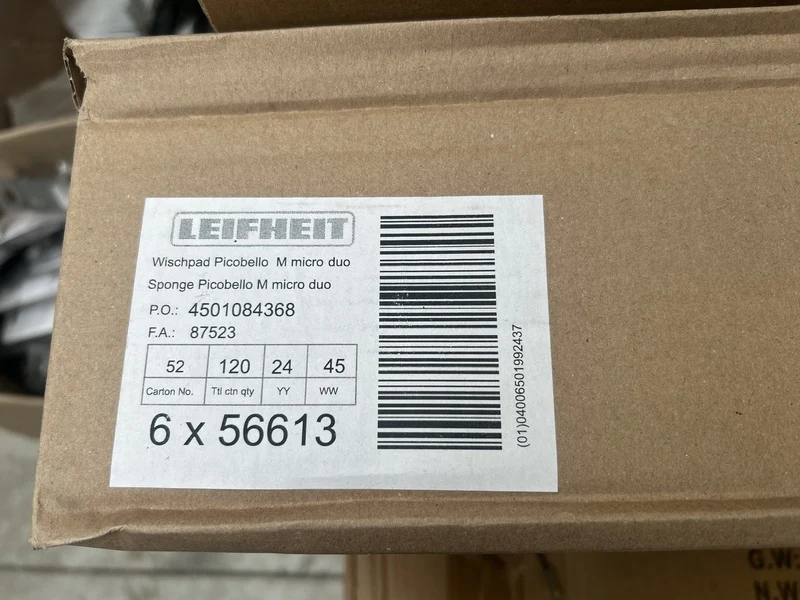 LEIFHEIT
Wischpad Picobello M micro duo
Sponge Picobello M micro duo
P.O.: 4501084368
F.A.: 87523
52 120 24 45
Carton No. Ttl ctn qty YY WW
6 x 56613
(01)04006501992437
G.W:
N.W